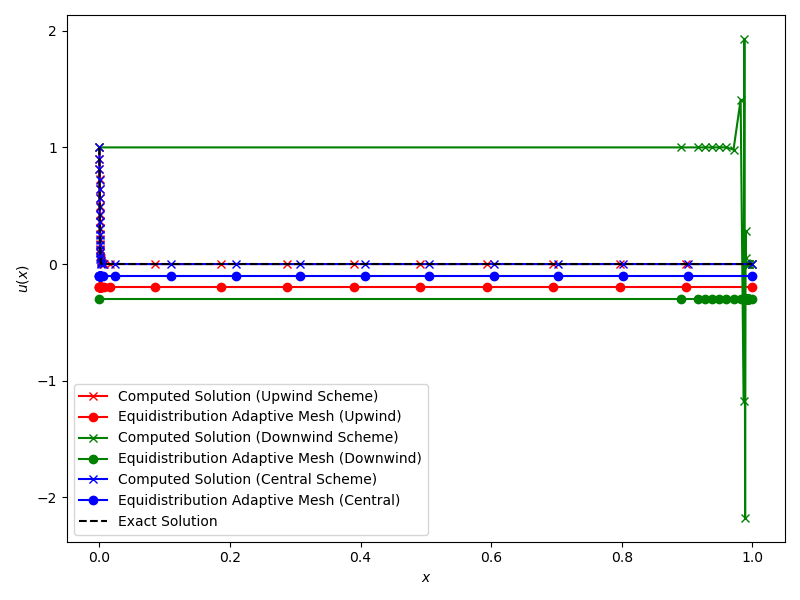 2
1
0
−1
−2
u(x)
Computed Solution (Upwind Scheme)
Equidistribution Adaptive Mesh (Upwind)
Computed Solution (Downwind Scheme)
Equidistribution Adaptive Mesh (Downwind)
Computed Solution (Central Scheme)
Equidistribution Adaptive Mesh (Central)
Exact Solution
0.0 0.2 0.4 0.6 0.8 1.0
x